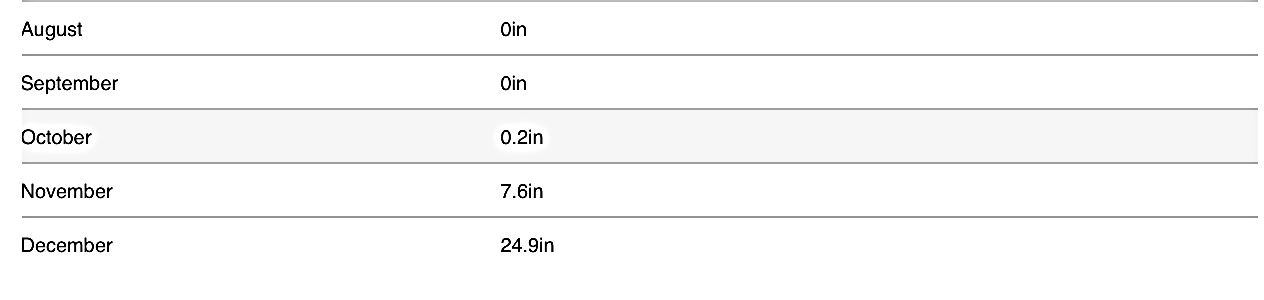 August 0in
September 0in
October 0.2in
November 7.6in
December 24.9in